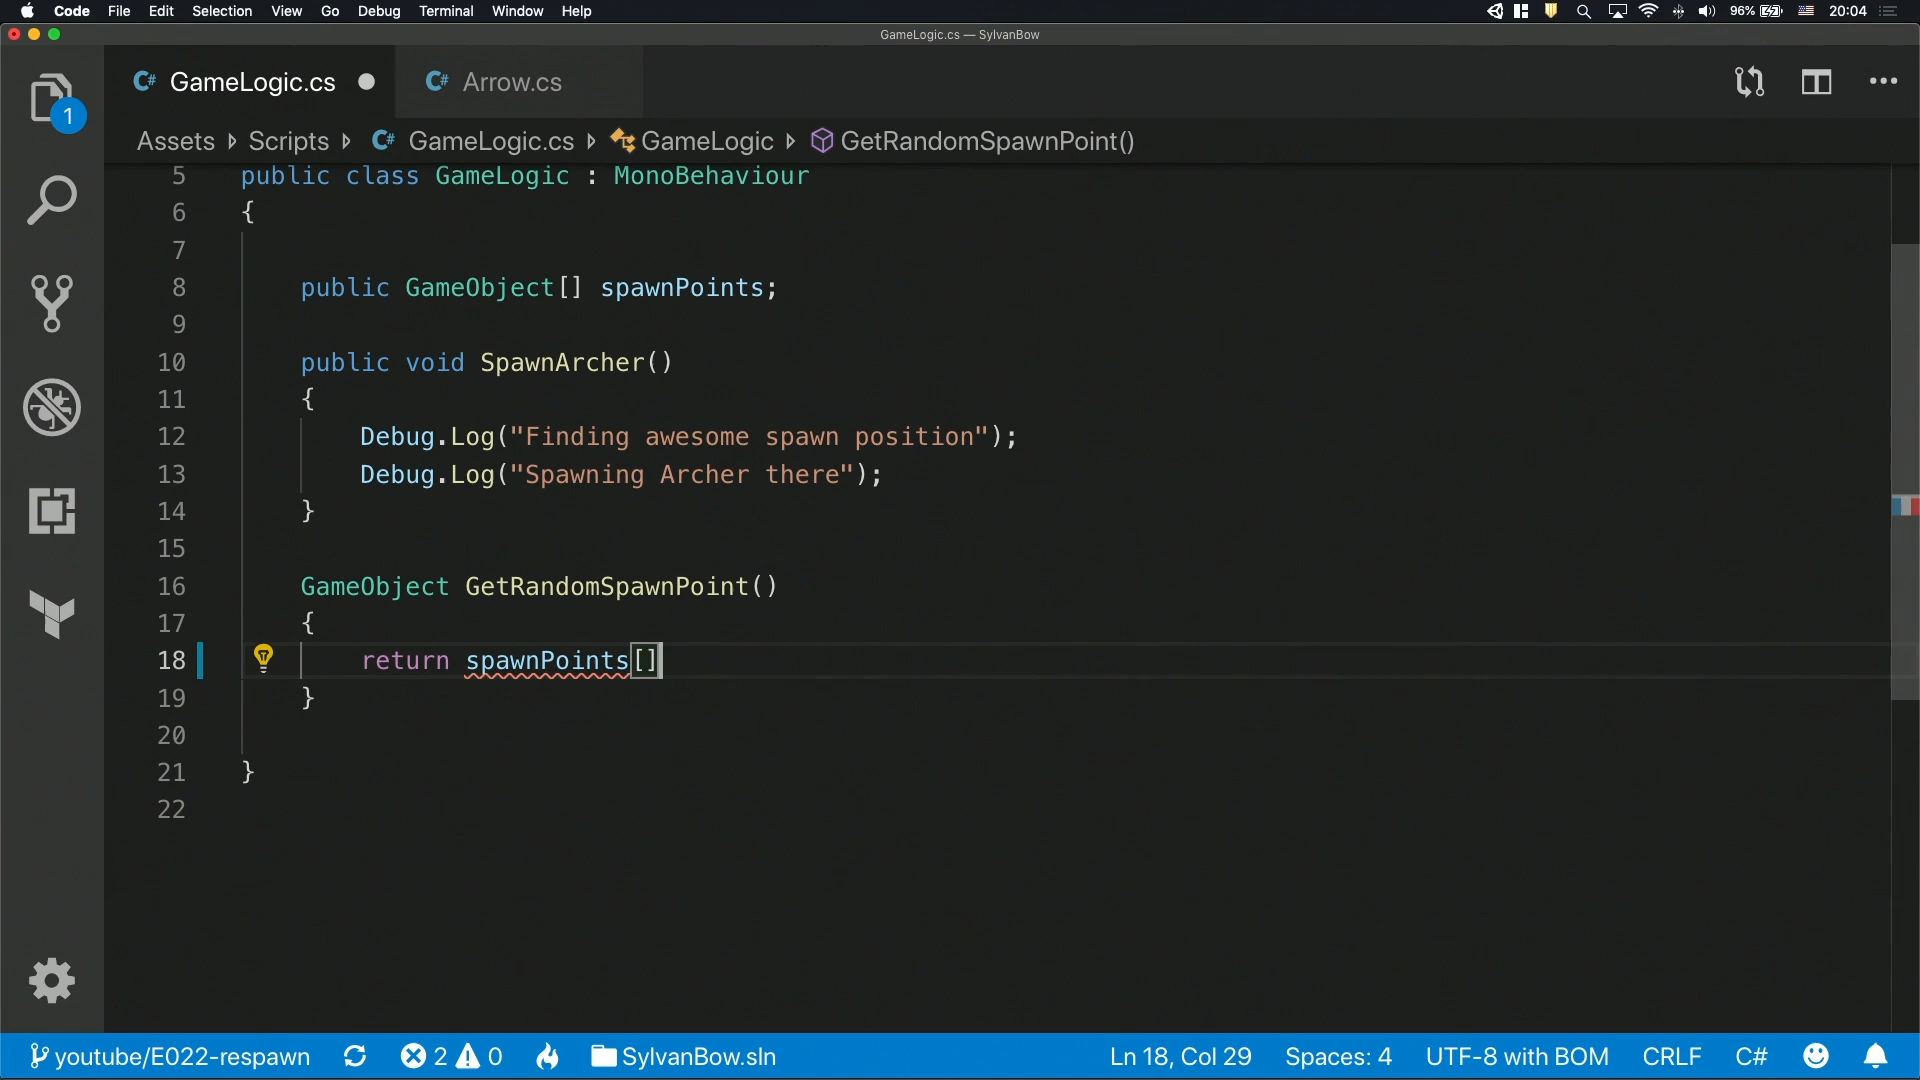 Code File Edit Selection View Go Debug Terminal Window Help 96% 20:04
GameLogic.cs — SylvanBow
C# GameLogic.cs C# Arrow.cs
1
Assets Scripts C# GameLogic.cs GameLogic GetRandomSpawnPoint()
5 public class GameLogic : MonoBehaviour
6 {
7
8 public GameObject[] spawnPoints;
9
10 public void SpawnArcher()
11 {
12 Debug.Log("Finding awesome spawn position");
13 Debug.Log("Spawning Archer there");
14 }
15
16 GameObject GetRandomSpawnPoint()
17 {
18 return spawnPoints[]
19 }
20
21 }
22
youtube/E022-respawn 2 0 SylvanBow.sln Ln 18, Col 29 Spaces: 4 UTF-8 with BOM CRLF C#